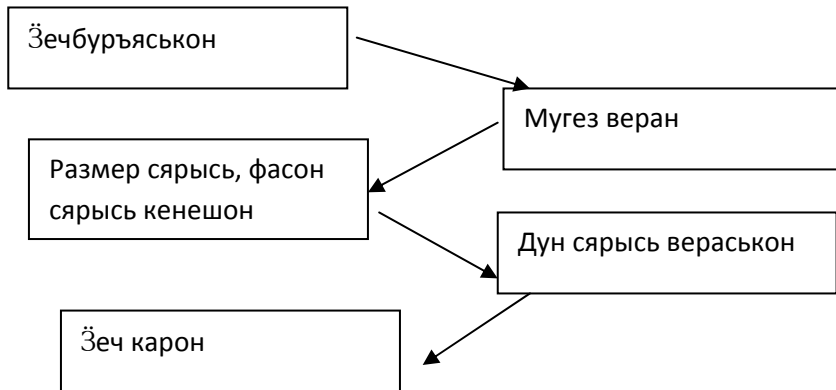 Ӟечбуръяськон
Мугез веран
Размер сярысь, фасон
сярысь кенешон
Дун сярысь вераськон
Ӟеч карон